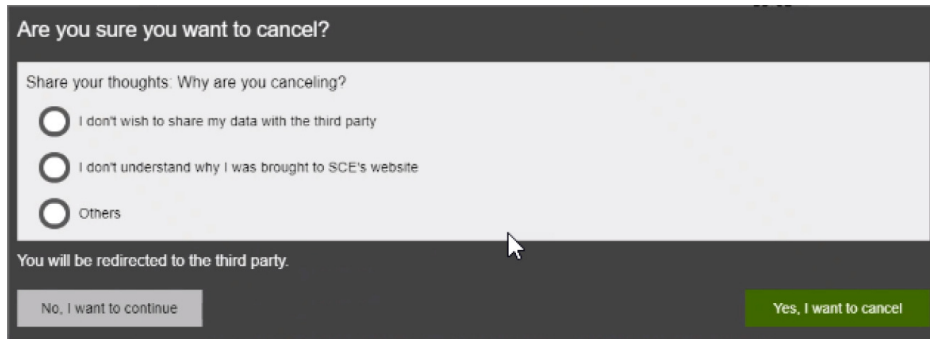 Are you sure you want to cancel?
Share your thoughts: Why are you canceling?
I don't wish to share my data with the third party
I don't understand why I was brought to SCE's website
Others
You will be redirected to the third party.
No, I want to continue
Yes, I want to cancel